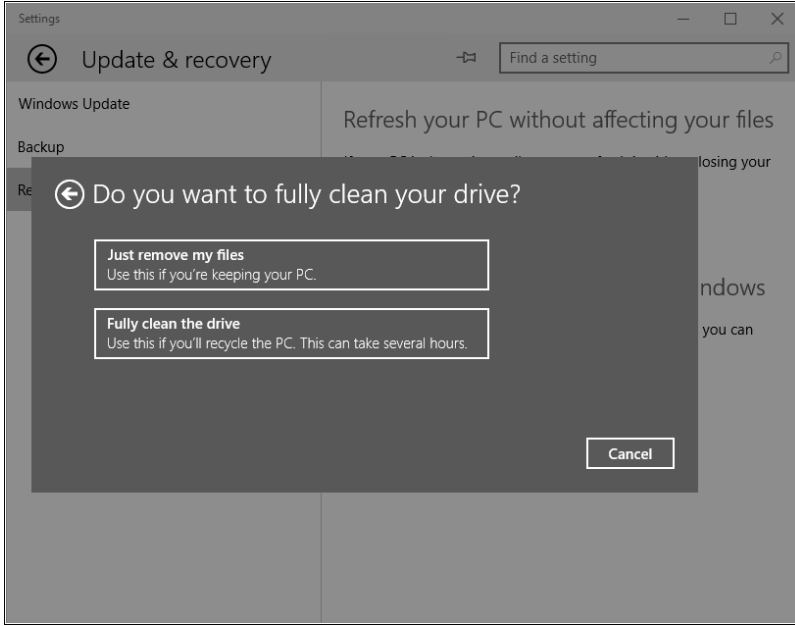 Settings
Update & recovery
Find a setting
Windows Update
Refresh your PC without affecting your files
Backup
losing your
Re
Do you want to fully clean your drive?
Just remove my files
Use this if you're keeping your PC.
ndows
Fully clean the drive
you can
Use this if you'll recycle the PC. This can take several hours.
Cancel